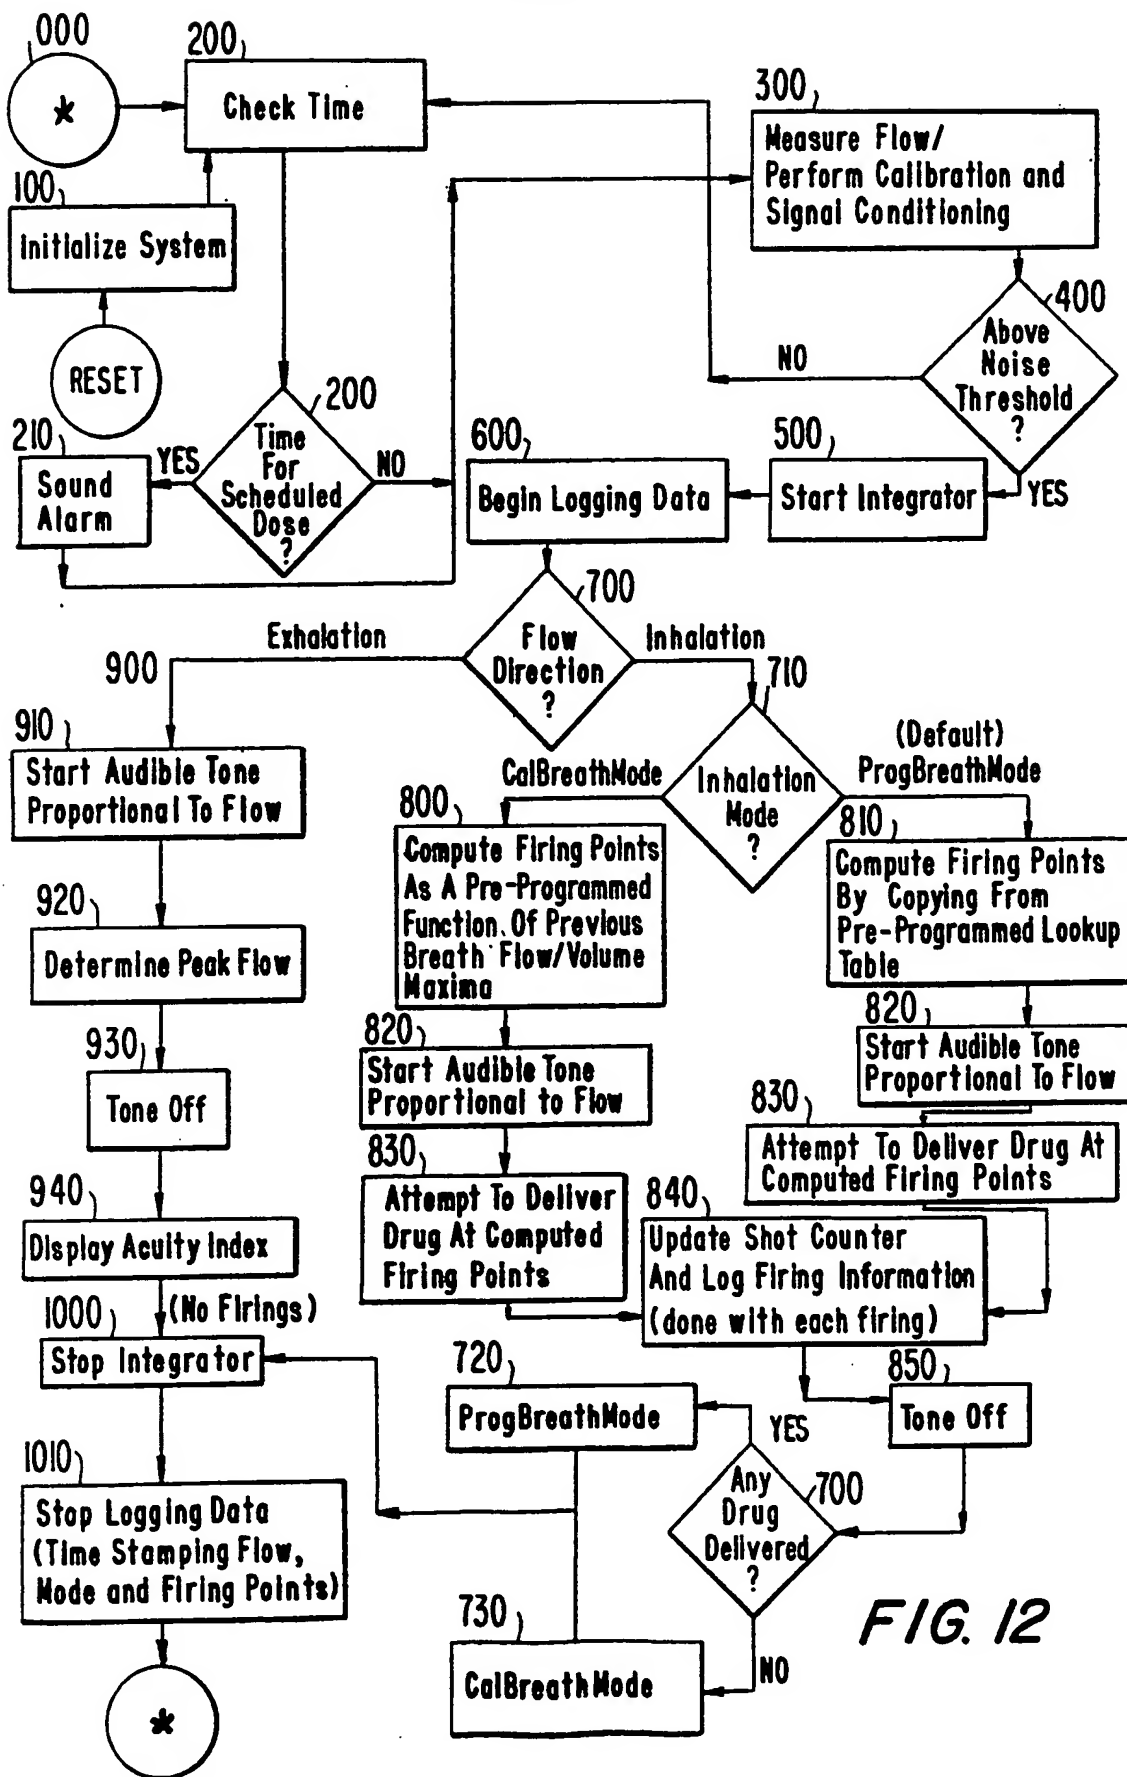 000
*
200
Check Time
300
Measure Flow/
Perform Calibration and
Signal Conditioning
100
Initialize System
RESET
400
Above
Noise
Threshold
?
NO
YES
200
Time
For
Scheduled
Dose
?
YES
NO
210
Sound
Alarm
500
Start Integrator
600
Begin Logging Data
700
Flow
Direction
?
Exhalation
Inhalation
900
910
Start Audible Tone
Proportional To Flow
920
Determine Peak Flow
930
Tone Off
940
Display Acuity Index
(No Firings)
1000
Stop Integrator
1010
Stop Logging Data
(Time Stamping Flow,
Mode and Firing Points)
*
710
Inhalation
Mode
?
CalBreathMode
(Default)
ProgBreathMode
800
Compute Firing Points
As A Pre-Programmed
Function. Of Previous
Breath Flow/Volume
Maxima
820
Start Audible Tone
Proportional to Flow
830
Attempt To Deliver
Drug At Computed
Firing Points
810
Compute Firing Points
By Copying From
Pre-Programmed Lookup
Table
820
Start Audible Tone
Proportional To Flow
830
Attempt To Deliver Drug At
Computed Firing Points
840
Update Shot Counter
And Log Firing Information
(done with each firing)
850
Tone Off
700
Any
Drug
Delivered
?
YES
NO
720
ProgBreathMode
730
CalBreathMode
FIG. 12